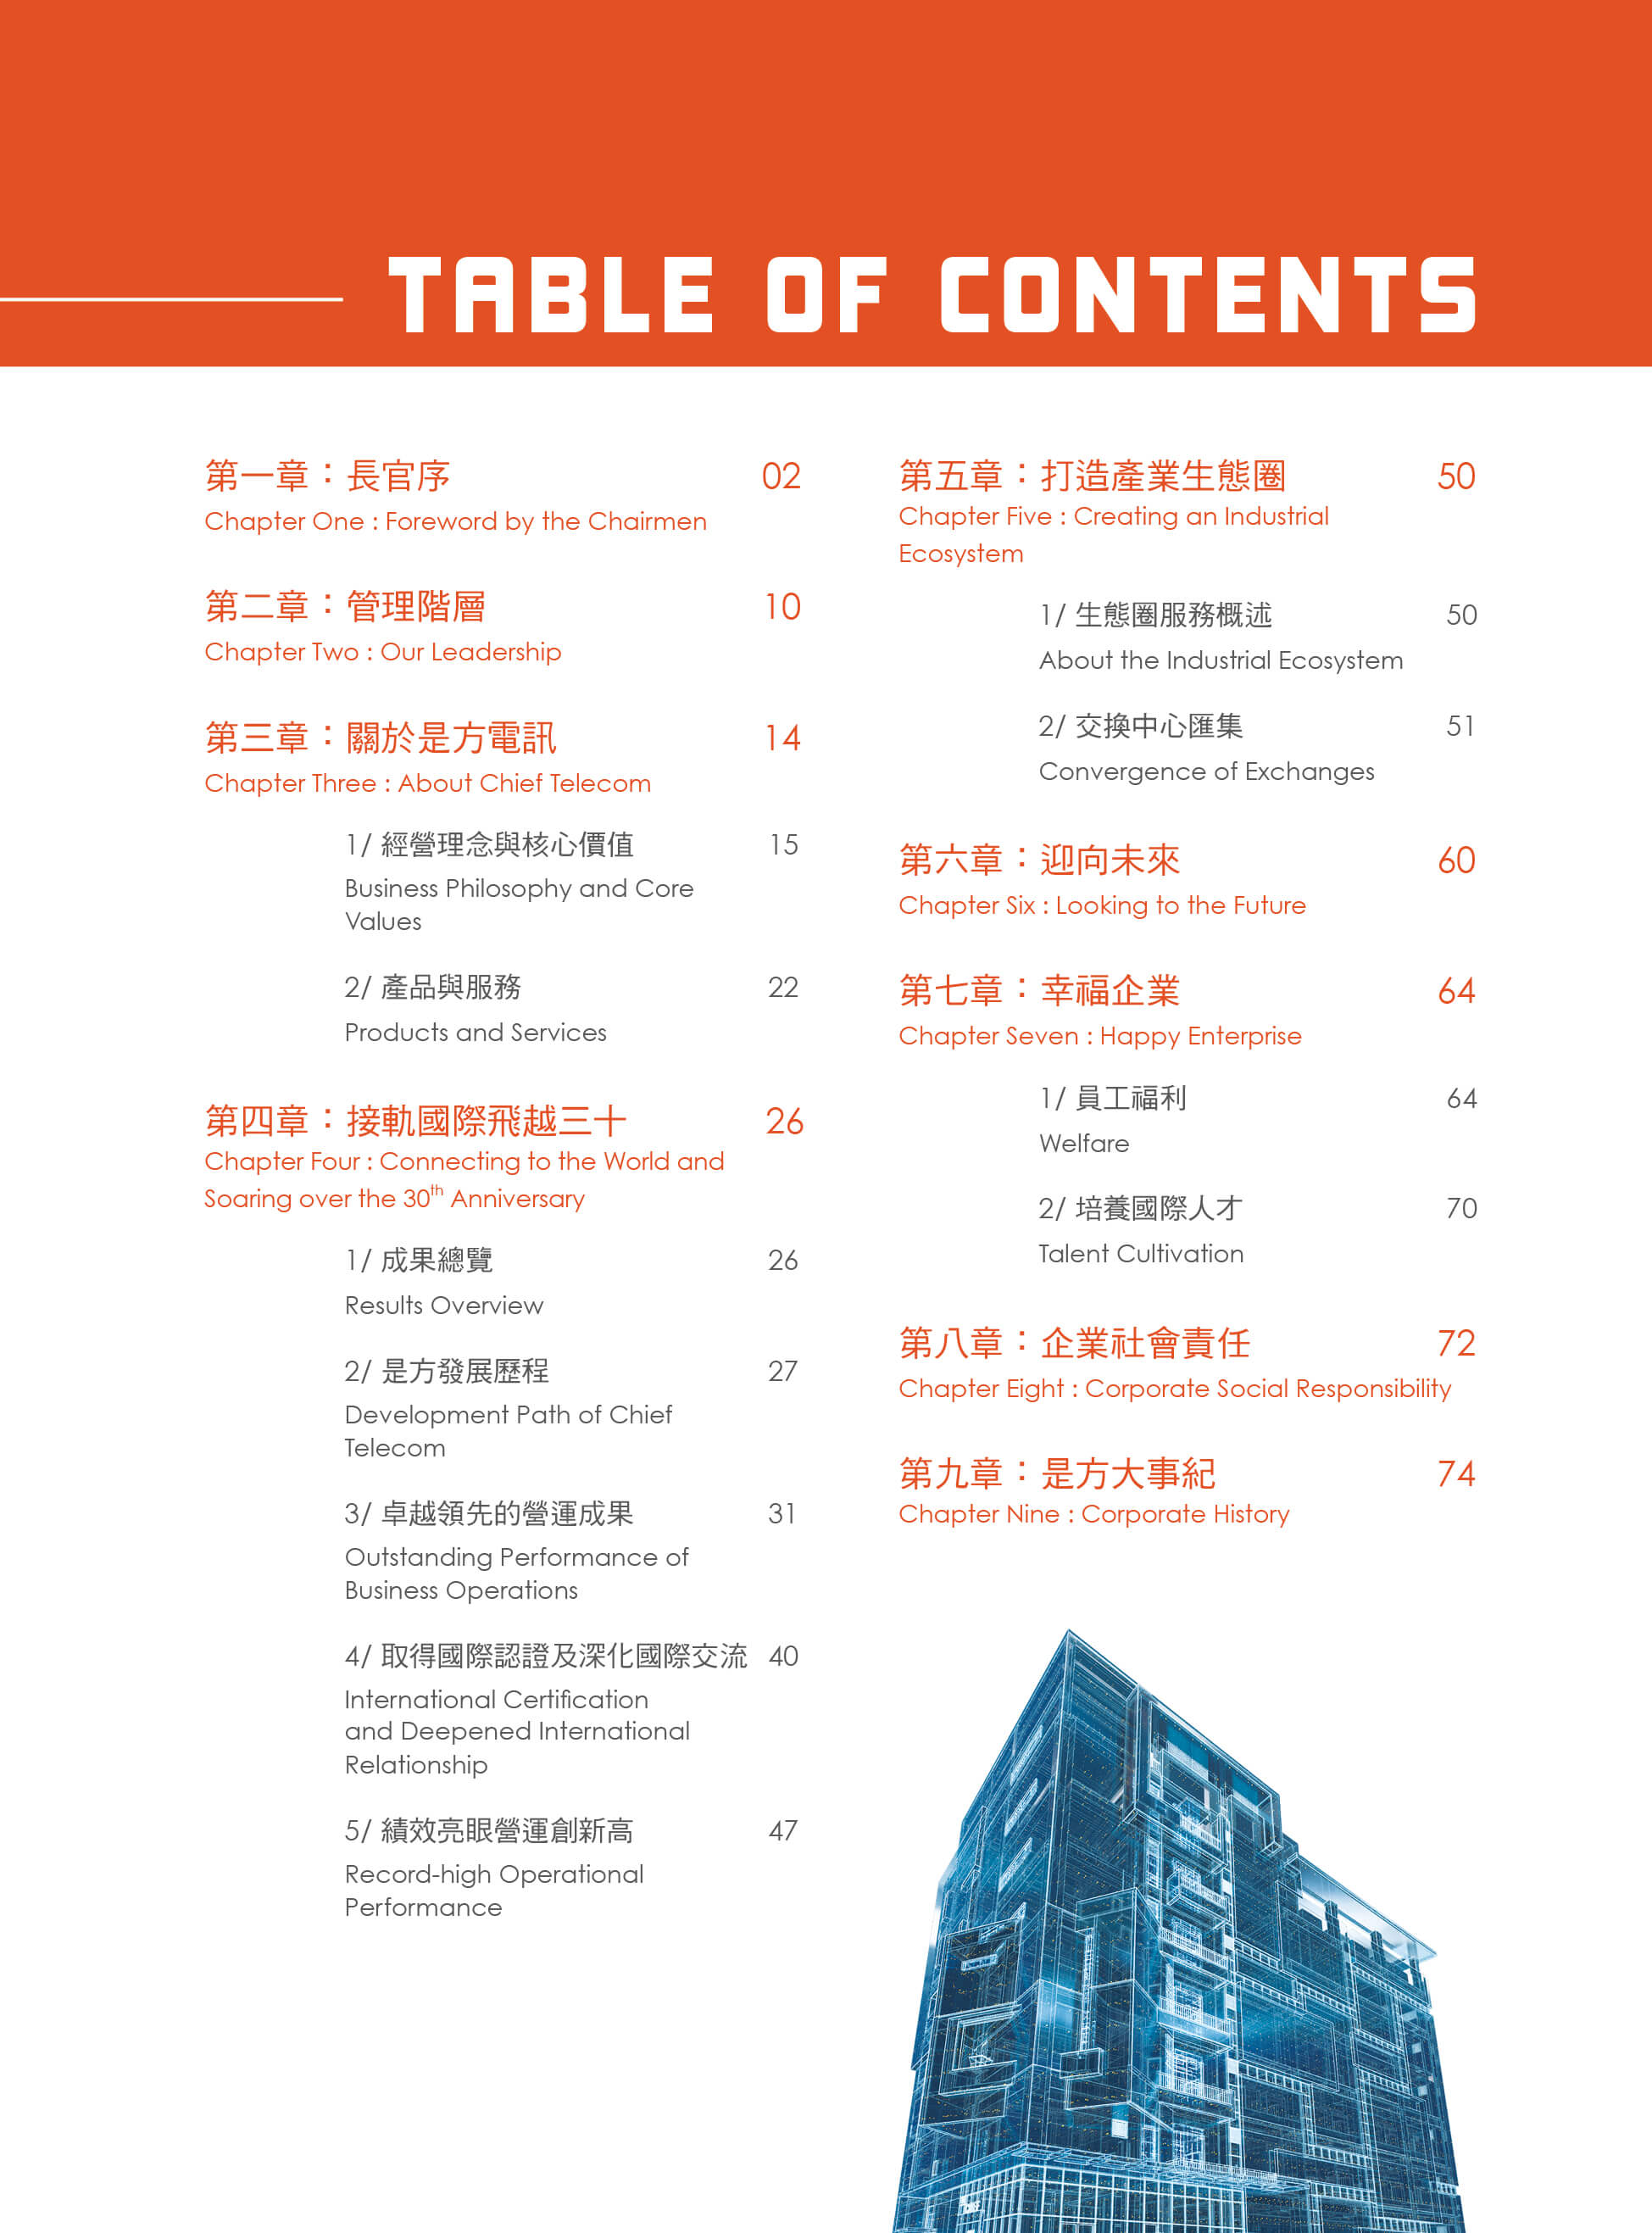 TABLE OF CONTENTS
第一章：長官序 02
Chapter One : Foreword by the Chairmen
第二章：管理階層 10
Chapter Two : Our Leadership
第三章：關於是方電訊 14
Chapter Three : About Chief Telecom
1/ 經營理念與核心價值 15
Business Philosophy and Core
Values
2/ 產品與服務 22
Products and Services
第四章：接軌國際飛越三十 26
Chapter Four : Connecting to the World and
Soaring over the 30th Anniversary
1/ 成果總覽 26
Results Overview
2/ 是方發展歷程 27
Development Path of Chief
Telecom
3/ 卓越領先的營運成果 31
Outstanding Performance of
Business Operations
4/ 取得國際認證及深化國際交流 40
International Certification
and Deepened International
Relationship
5/ 績效亮眼營運創新高 47
Record-high Operational
Performance
第五章：打造產業生態圈 50
Chapter Five : Creating an Industrial
Ecosystem
1/ 生態圈服務概述 50
About the Industrial Ecosystem
2/ 交換中心匯集 51
Convergence of Exchanges
第六章：迎向未來 60
Chapter Six : Looking to the Future
第七章：幸福企業 64
Chapter Seven : Happy Enterprise
1/ 員工福利 64
Welfare
2/ 培養國際人才 70
Talent Cultivation
第八章：企業社會責任 72
Chapter Eight : Corporate Social Responsibility
第九章：是方大事紀 74
Chapter Nine : Corporate History